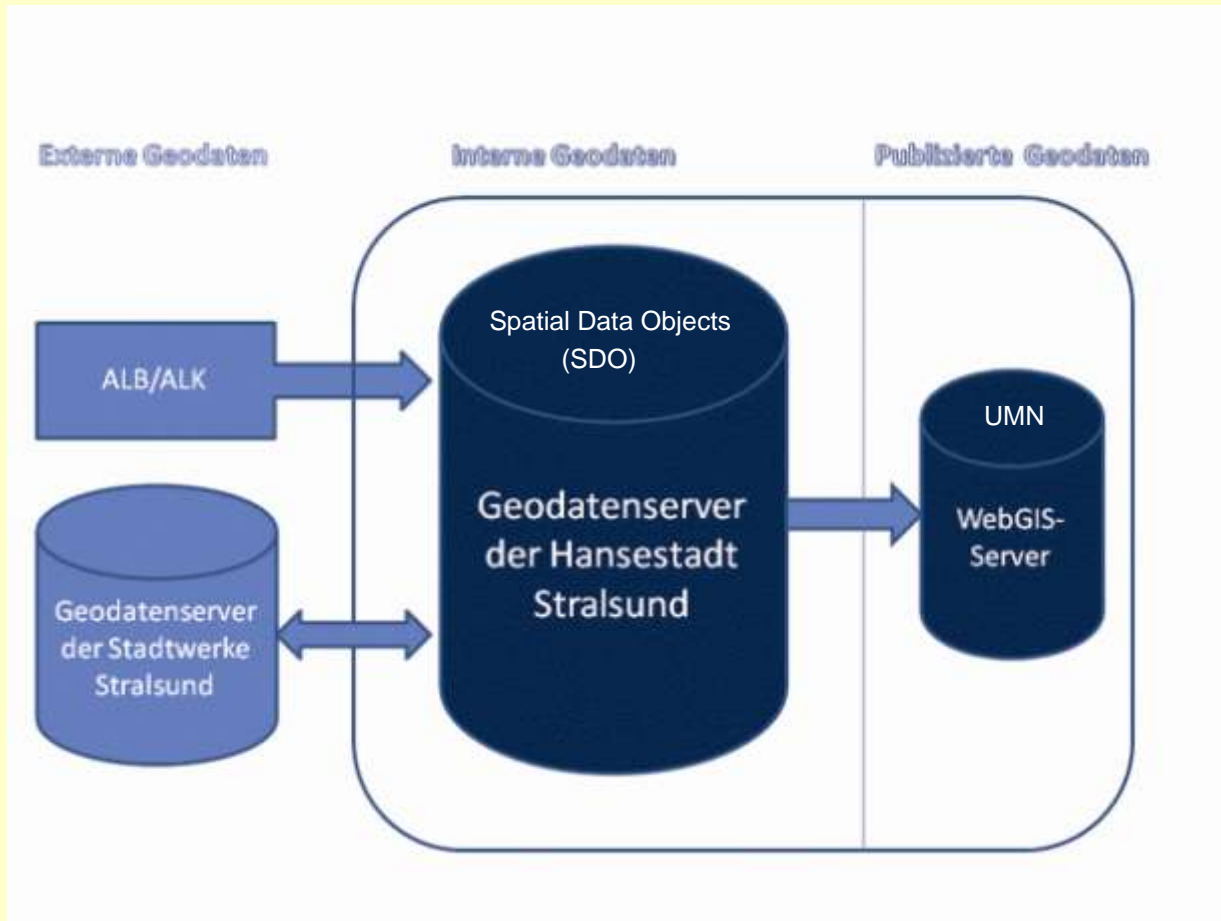 Externe Geodaten
Interne Geodaten
Publizierte Geodaten
ALB/ALK
Geodatenserver
der Stadtwerke
Stralsund
Spatial Data Objects
(SDO)
Geodatenserver
der Hansestadt
Stralsund
UMN
WebGIS-
Server